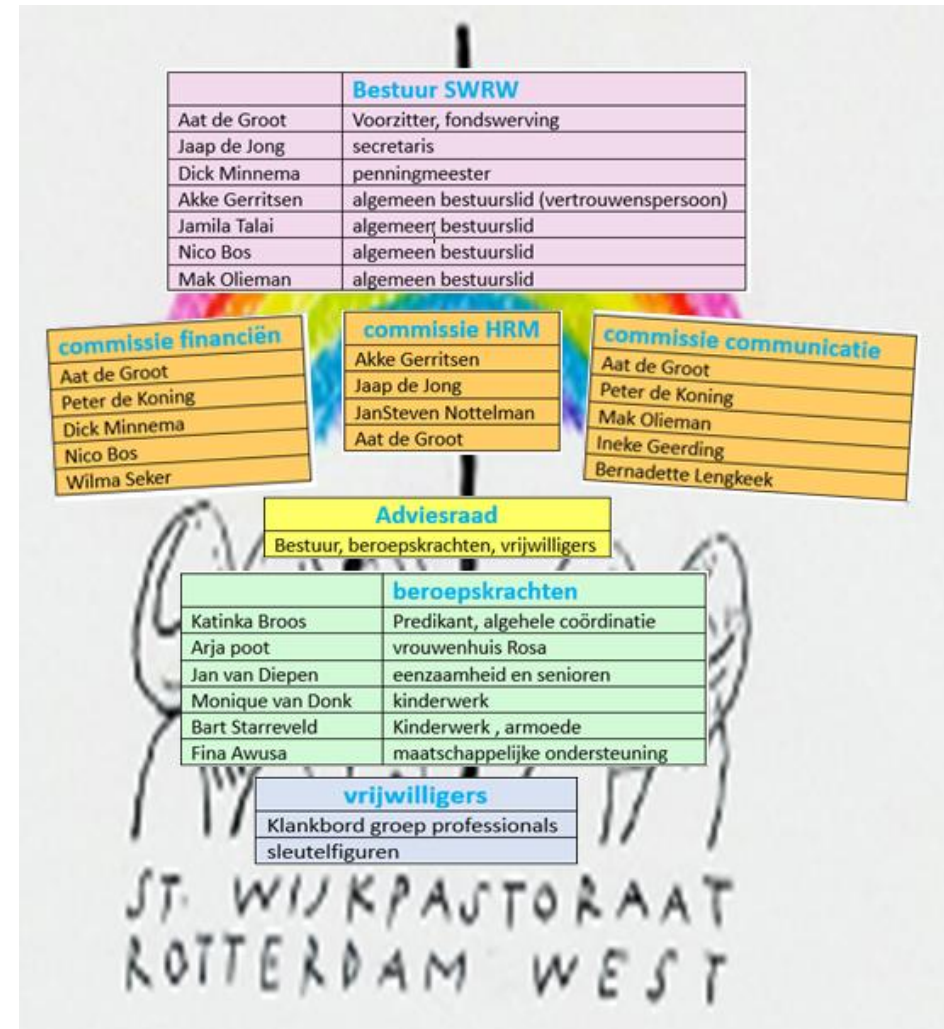 Bestuur SWRW
Aat de Groot Voorzitter, fondswerving
Jaap de Jong secretaris
Dick Minnema penningmeester
Akke Gerritsen algemeen bestuurslid (vertrouwenspersoon)
Jamila Talai algemeen bestuurslid
Nico Bos algemeen bestuurslid
Mak Olieman algemeen bestuurslid
commissie financiën
Aat de Groot
Peter de Koning
Dick Minnema
Nico Bos
Wilma Seker
commissie HRM
Akke Gerritsen
Jaap de Jong
JanSteven Nottelman
Aat de Groot
commissie communicatie
Aat de Groot
Peter de Koning
Mak Olieman
Ineke Geerding
Bernadette Lengkeek
Adviesraad
Bestuur, beroepskrachten, vrijwilligers
beroepskrachten
Katinka Broos Predikant, algehele coördinatie
Arja poot vrouwenhuis Rosa
Jan van Diepen eenzaamheid en senioren
Monique van Donk kinderwerk
Bart Starreveld Kinderwerk , armoede
Fina Awusa maatschappelijke ondersteuning
vrijwilligers
Klankbord groep professionals
sleutelfiguren
ST. WIJKPASTORAAT
ROTTERDAM WEST